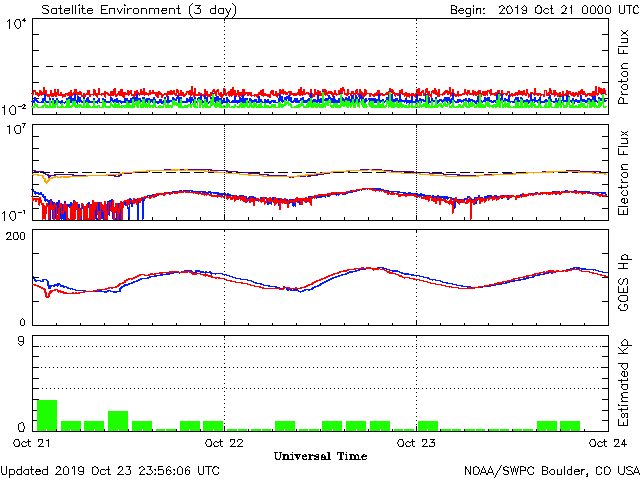 Satellite Environment (3 day) Begin: 2019 Oct 21 0000 UTC
10⁴
10⁻²
Proton Flux
10⁷
10⁻¹
Electron Flux
200
0
GOES Hp
9
0
Estimated Kp
Oct 21 Oct 22 Oct 23 Oct 24
Universal Time
Updated 2019 Oct 23 23:56:06 UTC NOAA/SWPC Boulder, CO USA